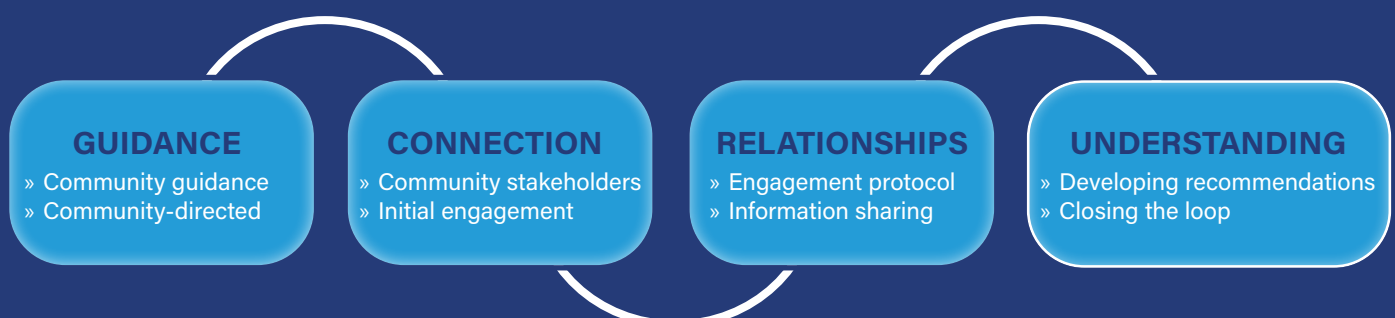 GUIDANCE
» Community guidance
» Community-directed
CONNECTION
» Community stakeholders
» Initial engagement
RELATIONSHIPS
» Engagement protocol
» Information sharing
UNDERSTANDING
» Developing recommendations
» Closing the loop